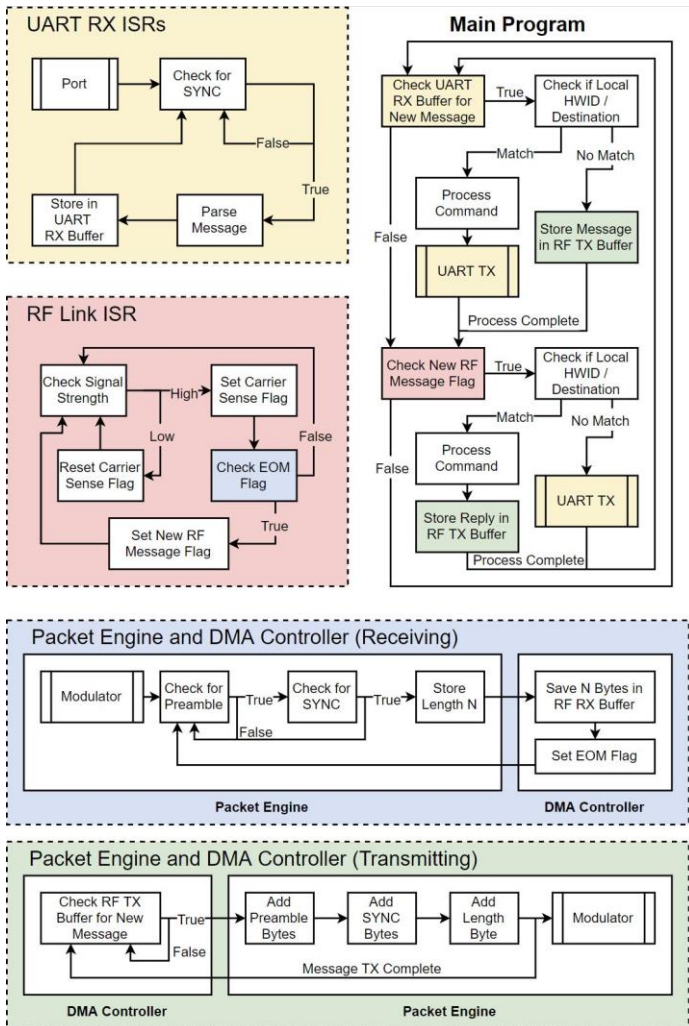 UART RX ISRs
Port
Check for
SYNC
False
True
Store in
UART
RX Buffer
Parse
Message
Main Program
Check UART
RX Buffer for
New Message
True
Check if Local
HWID /
Destination
Match
No Match
Process
Command
False
Store Message
in RF TX Buffer
UART TX
Process Complete
Check New RF
Message Flag
True
Check if Local
HWID /
Destination
Match
No Match
Process
Command
False
UART TX
Store Reply in
RF TX Buffer
Process Complete
RF Link ISR
Check Signal
Strength
High
Set Carrier
Sense Flag
Low
False
Reset Carrier
Sense Flag
Check EOM
Flag
True
Set New RF
Message Flag
Packet Engine and DMA Controller (Receiving)
Modulator
Check for
Preamble
True
False
Check for
SYNC
True
Store
Length N
Save N Bytes in
RF RX Buffer
Set EOM Flag
Packet Engine
DMA Controller
Packet Engine and DMA Controller (Transmitting)
Check RF TX
Buffer for New
Message
True
False
Add
Preamble
Bytes
Add
SYNC
Bytes
Add
Length
Byte
Modulator
Message TX Complete
DMA Controller
Packet Engine